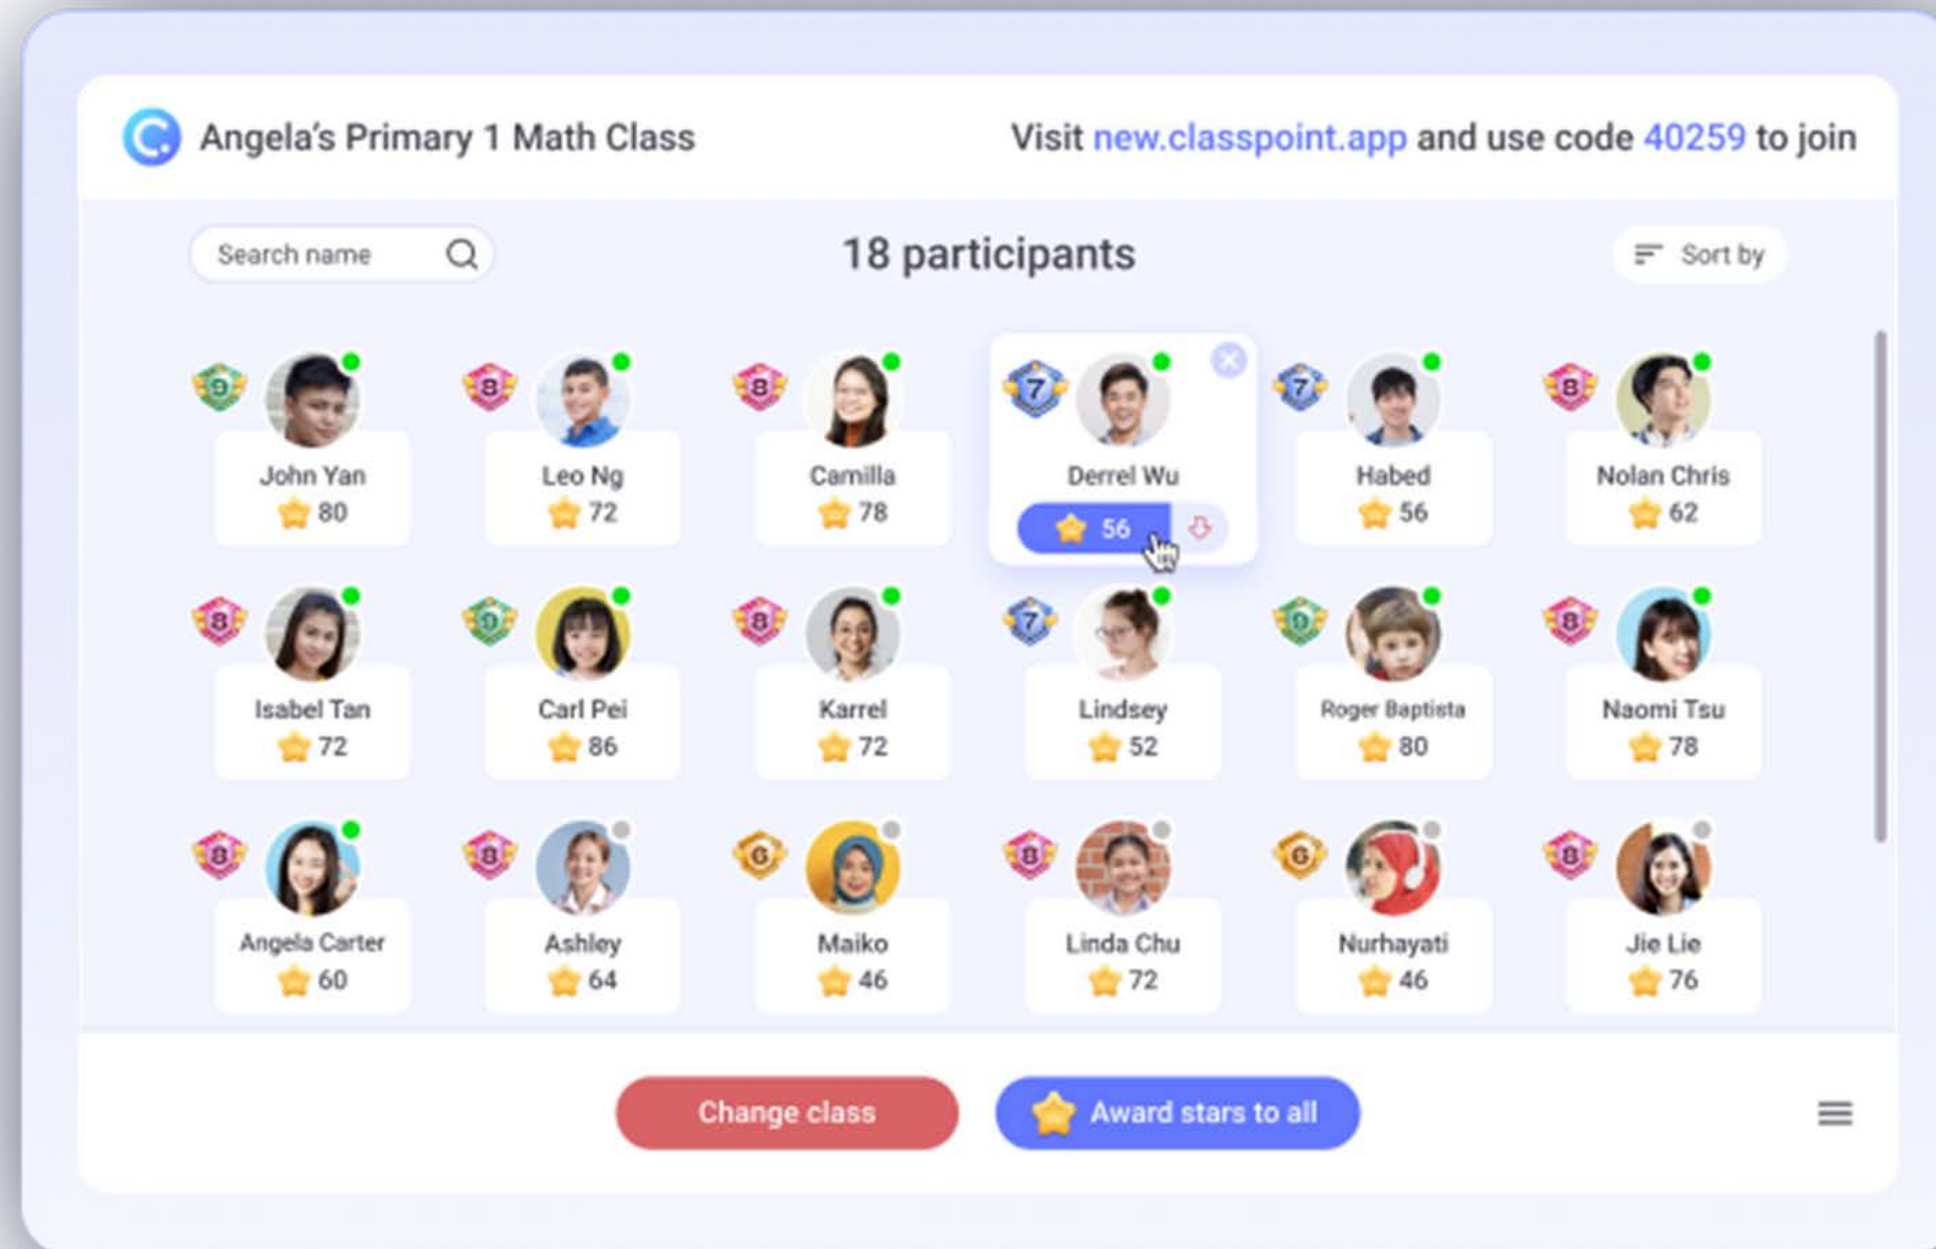 Angela's Primary 1 Math Class
Visit new.classpoint.app and use code 40259 to join
Search name
18 participants
Sort by
9 8 8 7 7 8
John Yan Leo Ng Camilla Derrel Wu Habed Nolan Chris
80 72 78 56 56 62
8 9 8 7 9 8
Isabel Tan Carl Pei Karrel Lindsey Roger Baptista Naomi Tsu
72 86 72 52 80 78
8 8 6 8 6 8
Angela Carter Ashley Maiko Linda Chu Nurhayati Jie Lie
60 64 46 72 46 76
Change class
Award stars to all